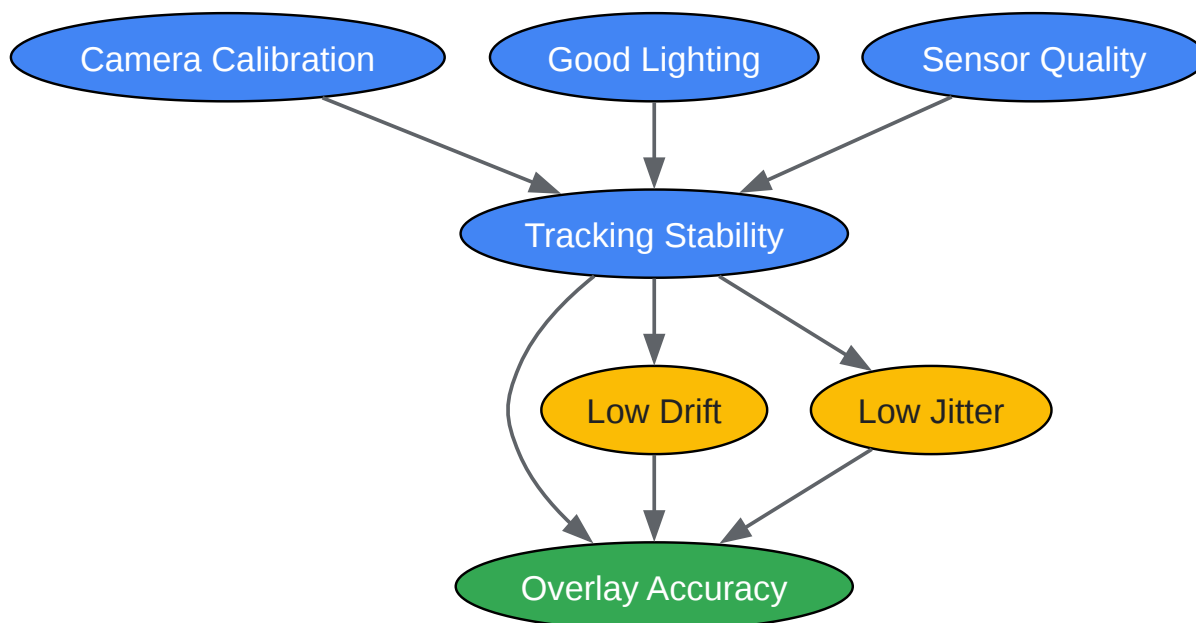 Camera Calibration
Good Lighting
Sensor Quality
Tracking Stability
Low Drift
Low Jitter
Overlay Accuracy